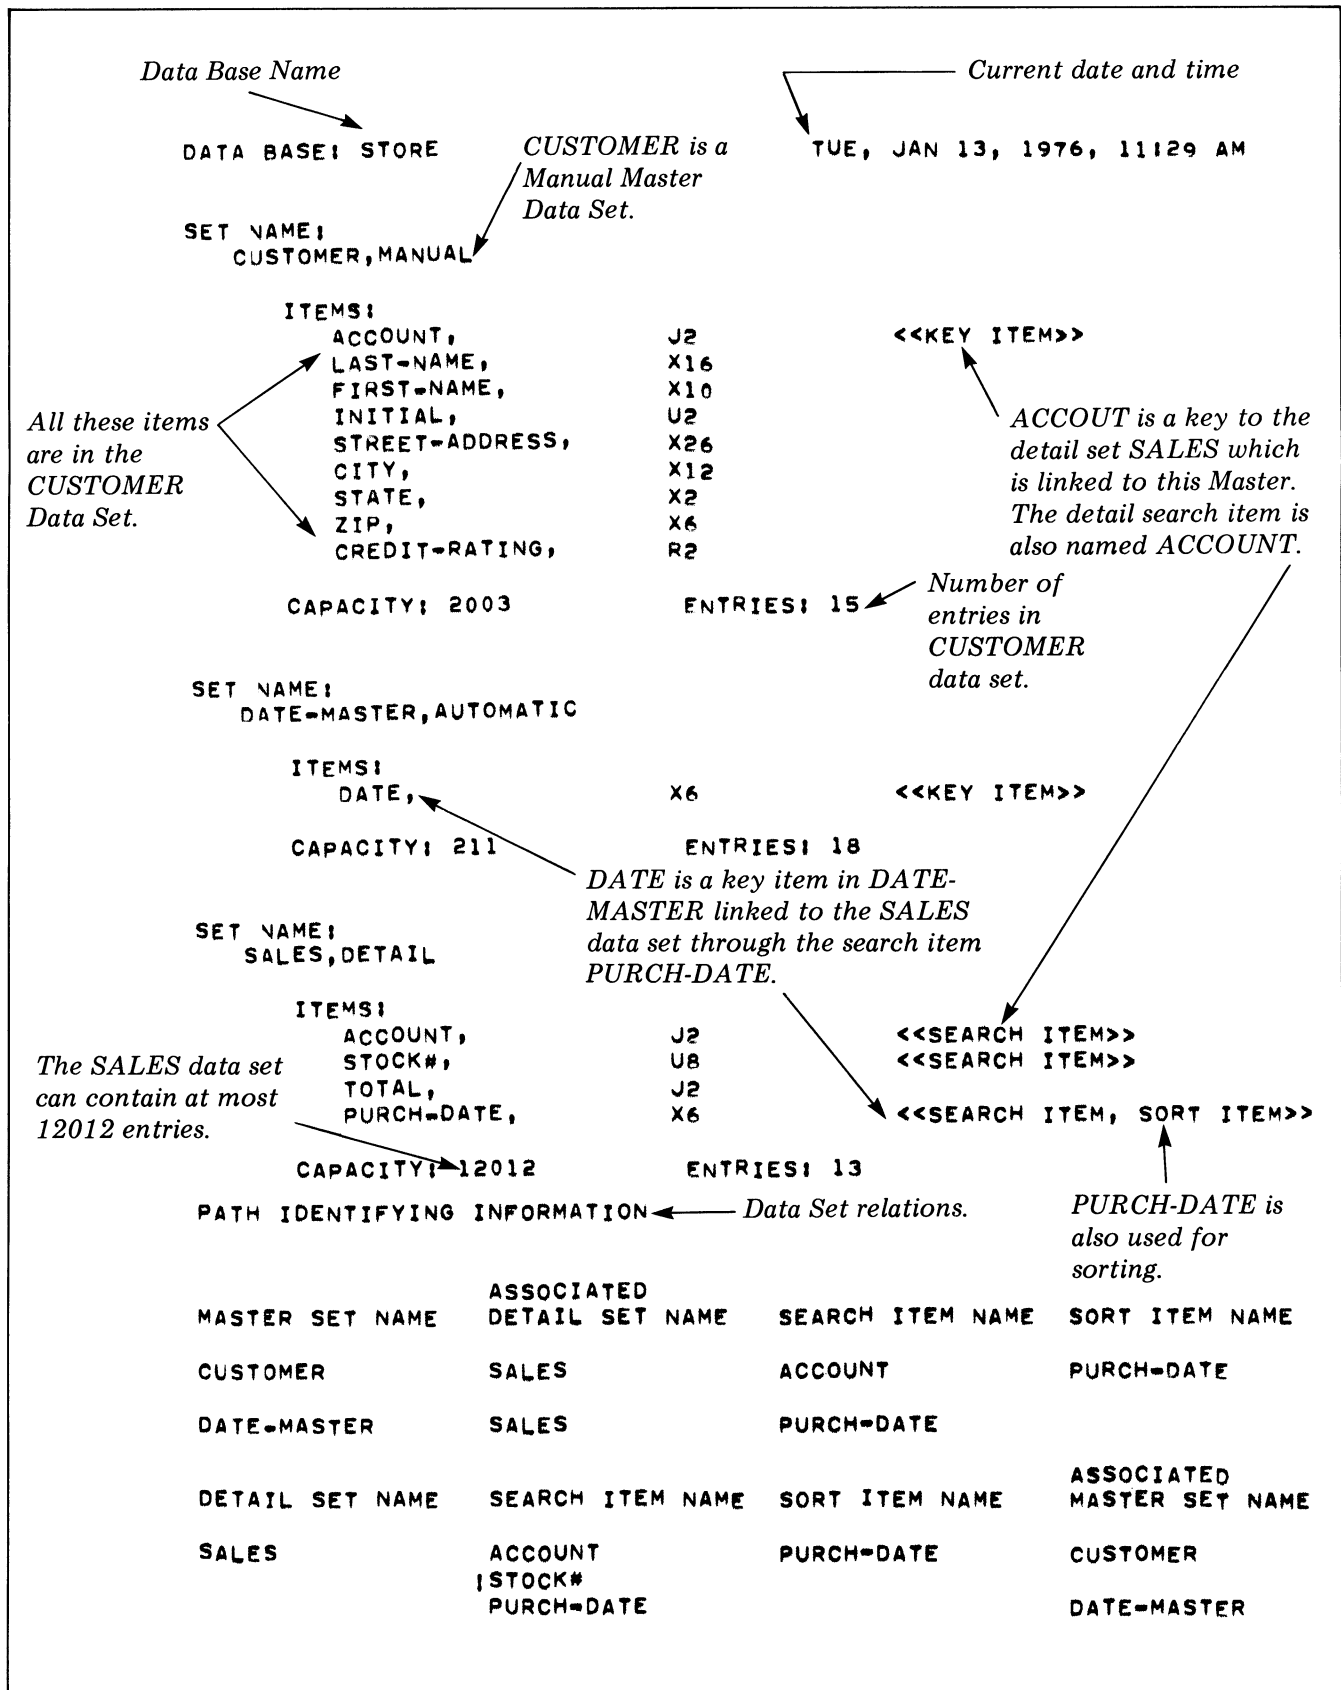 Data Base Name
Current date and time
DATA BASE: STORE
TUE, JAN 13, 1976, 11:29 AM
CUSTOMER is a
Manual Master
Data Set.
SET NAME:
CUSTOMER,MANUAL
ITEMS:
ACCOUNT, J2 <<KEY ITEM>>
LAST-NAME, X16
FIRST-NAME, X10
INITIAL, U2
STREET-ADDRESS, X26
CITY, X12
STATE, X2
ZIP, X6
CREDIT-RATING, R2
All these items
are in the
CUSTOMER
Data Set.
ACCOUT is a key to the
detail set SALES which
is linked to this Master.
The detail search item is
also named ACCOUNT.
CAPACITY: 2003 ENTRIES: 15
Number of
entries in
CUSTOMER
data set.
SET NAME:
DATE-MASTER,AUTOMATIC
ITEMS:
DATE, X6 <<KEY ITEM>>
CAPACITY: 211 ENTRIES: 18
DATE is a key item in DATE-
MASTER linked to the SALES
data set through the search item
PURCH-DATE.
SET NAME:
SALES,DETAIL
ITEMS:
ACCOUNT, J2 <<SEARCH ITEM>>
STOCK#, U8 <<SEARCH ITEM>>
TOTAL, J2
PURCH-DATE, X6 <<SEARCH ITEM, SORT ITEM>>
The SALES data set
can contain at most
12012 entries.
CAPACITY: 12012 ENTRIES: 13
PATH IDENTIFYING INFORMATION
Data Set relations.
PURCH-DATE is
also used for
sorting.
ASSOCIATED
MASTER SET NAME DETAIL SET NAME SEARCH ITEM NAME SORT ITEM NAME
CUSTOMER SALES ACCOUNT PURCH-DATE
DATE-MASTER SALES PURCH-DATE
ASSOCIATED
DETAIL SET NAME SEARCH ITEM NAME SORT ITEM NAME MASTER SET NAME
SALES ACCOUNT PURCH-DATE CUSTOMER
!STOCK#
PURCH-DATE DATE-MASTER